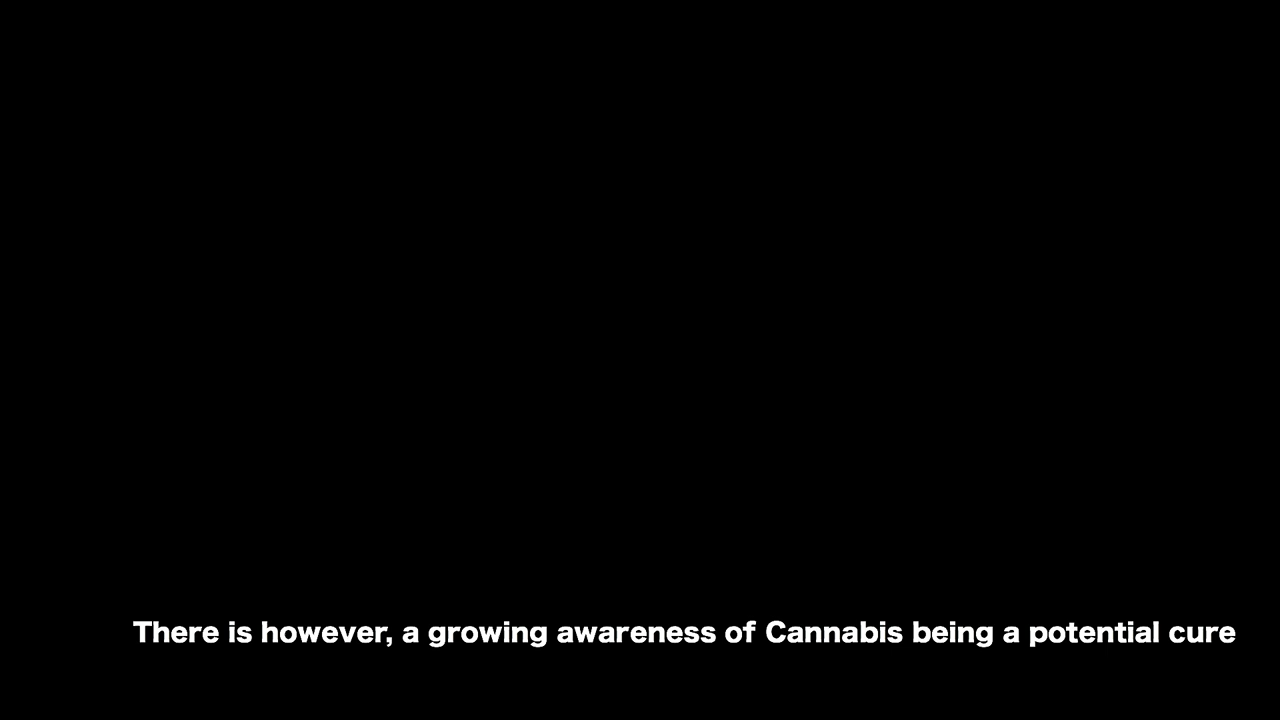 There is however, a growing awareness of Cannabis being a potential cure